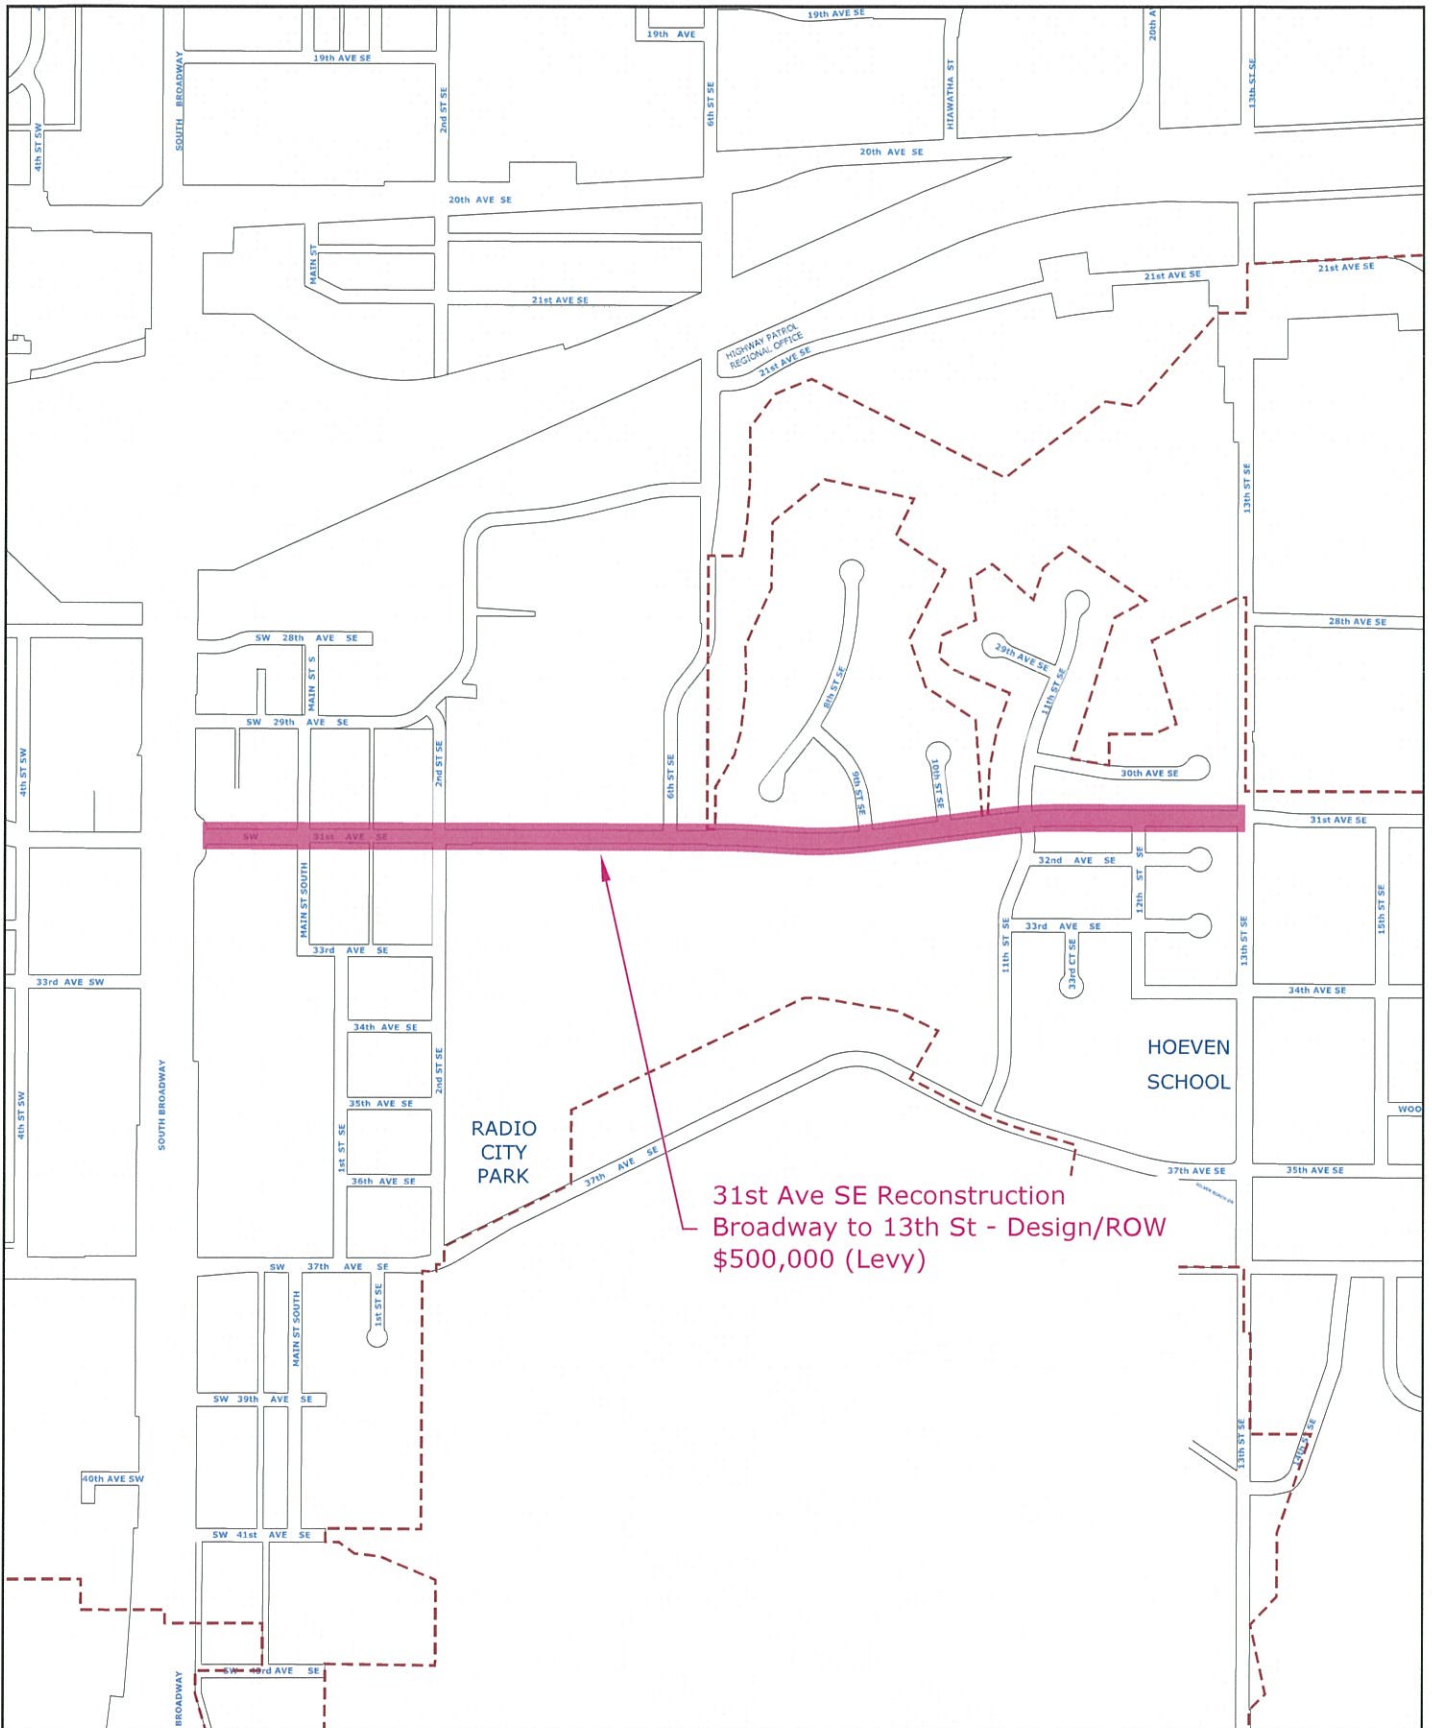 19th AVE SE
20th A
19th AVE
SOUTH BROADWAY
19th AVE SE
2nd ST SE
6th ST SE
HIAWATHA ST
13th ST SE
4th ST SW
20th AVE SE
20th AVE SE
MAIN ST
21st AVE SE
21st AVE SE
21st AVE SE
HIGHWAY PATROL
REGIONAL OFFICE
21st AVE SE
13th ST SE
28th AVE SE
SW 28th AVE SE
MAIN ST S
29th AVE SE
11th ST SE
8th ST SE
SW 29th AVE SE
4th ST SW
2nd ST SE
6th ST SE
9th ST SE
10th ST SE
30th AVE SE
31st AVE SE
SW 31st AVE SE
32nd AVE SE
12th ST SE
MAIN ST SOUTH
15th ST SE
33rd AVE SE
11th ST SE
33rd CT SE
13th ST SE
33rd AVE SE
33rd AVE SW
34th AVE SE
34th AVE SE
HOEVEN
SCHOOL
2nd ST SE
SOUTH BROADWAY
4th ST SW
35th AVE SE
WOO
RADIO
CITY
PARK
1st ST SE
37th AVE SE
37th AVE SE
35th AVE SE
36th AVE SE
31st Ave SE Reconstruction
Broadway to 13th St - Design/ROW
$500,000 (Levy)
SW 37th AVE SE
1st ST SE
MAIN ST SOUTH
SW 39th AVE SE
13th ST SE
14th ST SE
40th AVE SW
SW 41st AVE SE
SW 43rd AVE SE
BROADWAY